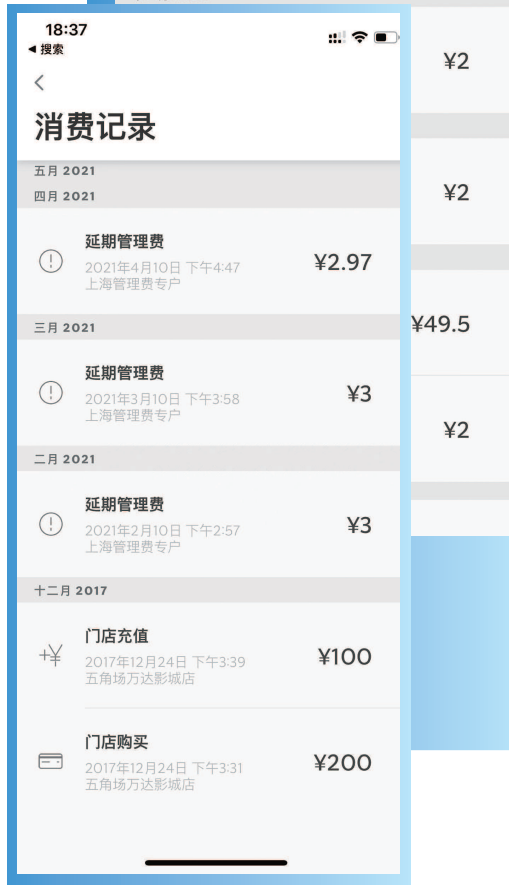 18:37
搜索
消费记录
五月 2021
四月 2021
延期管理费
2021年4月10日 下午4:47
上海管理费专户
¥2.97
三月 2021
延期管理费
2021年3月10日 下午3:58
上海管理费专户
¥3
二月 2021
延期管理费
2021年2月10日 下午2:57
上海管理费专户
¥3
十二月 2017
门店充值
2017年12月24日 下午3:39
五角场万达影城店
¥100
门店购买
2017年12月24日 下午3:31
五角场万达影城店
¥200
¥2
¥2
¥49.5
¥2